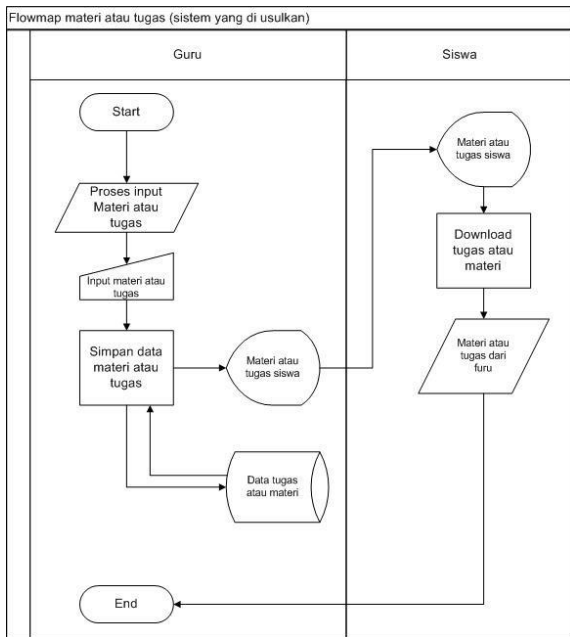 Flowmap materi atau tugas (sistem yang di usulkan)
Guru
Siswa
Start
Proses input
Materi atau
tugas
Input materi atau
tugas
Simpan data
materi atau
tugas
Materi atau
tugas siswa
Data tugas
atau materi
End
Materi atau
tugas siswa
Download
tugas atau
materi
Materi atau
tugas dari
furu